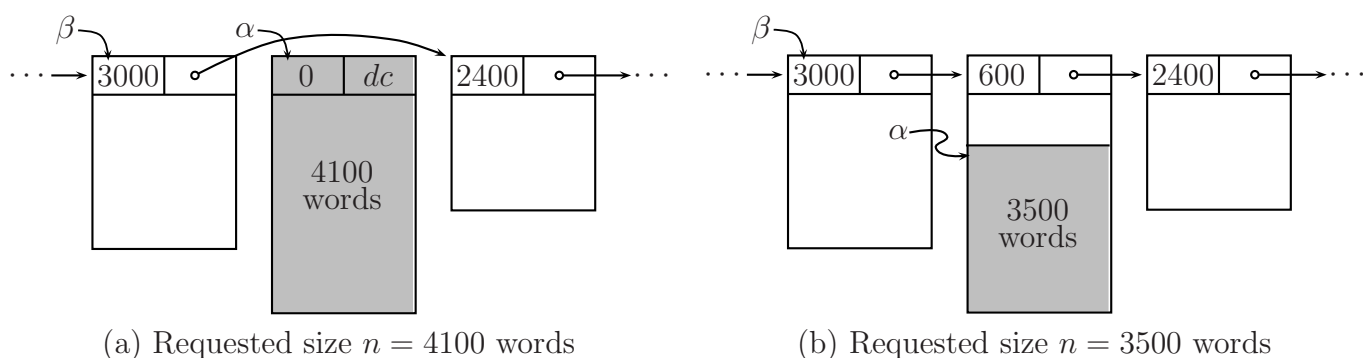 β α
··· 3000 0 dc 2400 ···
4100
words
(a) Requested size n = 4100 words
β
··· 3000 600 2400 ···
α
3500
words
(b) Requested size n = 3500 words